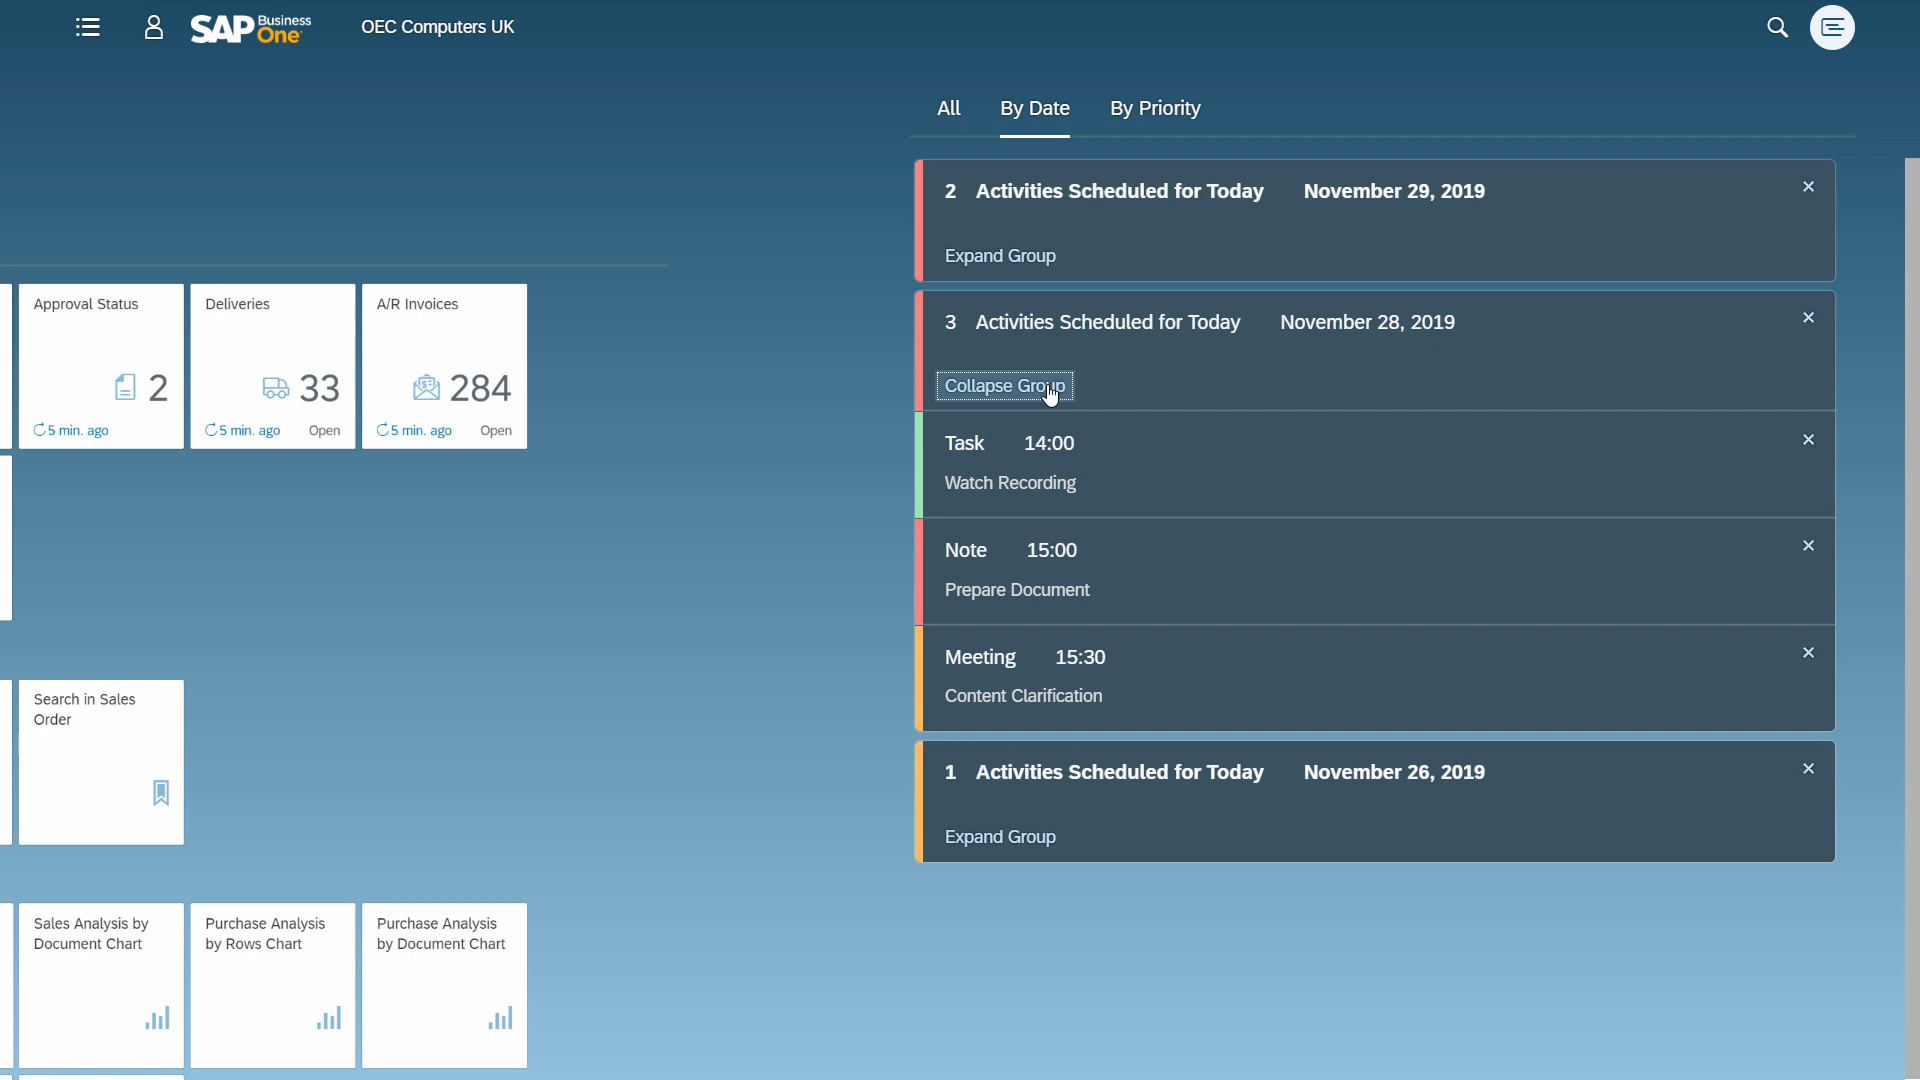 SAP Business One
OEC Computers UK
All By Date By Priority
2 Activities Scheduled for Today November 29, 2019
Expand Group
3 Activities Scheduled for Today November 28, 2019
Collapse Group
Task 14:00
Watch Recording
Note 15:00
Prepare Document
Meeting 15:30
Content Clarification
1 Activities Scheduled for Today November 26, 2019
Expand Group
Approval Status
2
5 min. ago
Deliveries
33
5 min. ago Open
A/R Invoices
284
5 min. ago Open
Search in Sales
Order
Sales Analysis by
Document Chart
Purchase Analysis
by Rows Chart
Purchase Analysis
by Document Chart